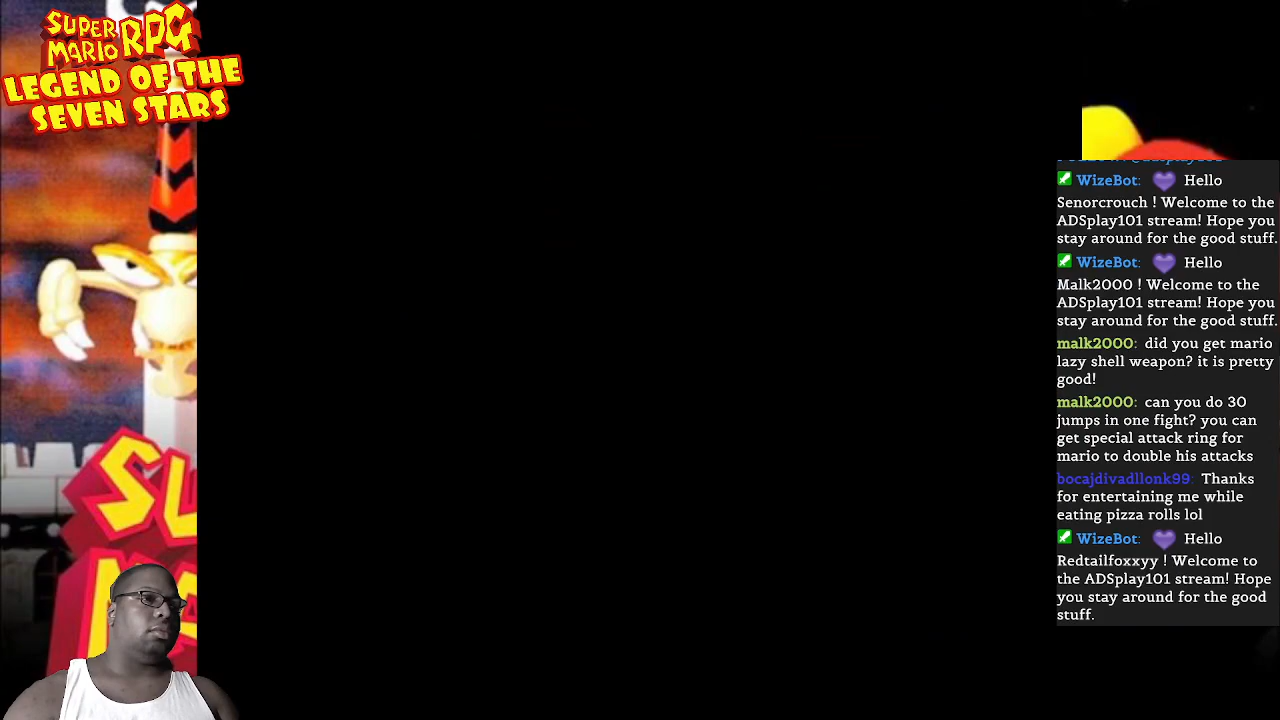 SUPER
MARIO RPG
LEGEND OF THE
SEVEN STARS
WizeBot: Hello
Senorcrouch ! Welcome to the
ADSplay101 stream! Hope you
stay around for the good stuff.
WizeBot: Hello
Malk2000 ! Welcome to the
ADSplay101 stream! Hope you
stay around for the good stuff.
malk2000: did you get mario
lazy shell weapon? it is pretty
good!
malk2000: can you do 30
jumps in one fight? you can
get special attack ring for
mario to double his attacks
bocajdivadllonk99: Thanks
for entertaining me while
eating pizza rolls lol
WizeBot: Hello
Redtailfoxxyy ! Welcome to
the ADSplay101 stream! Hope
you stay around for the good
stuff.